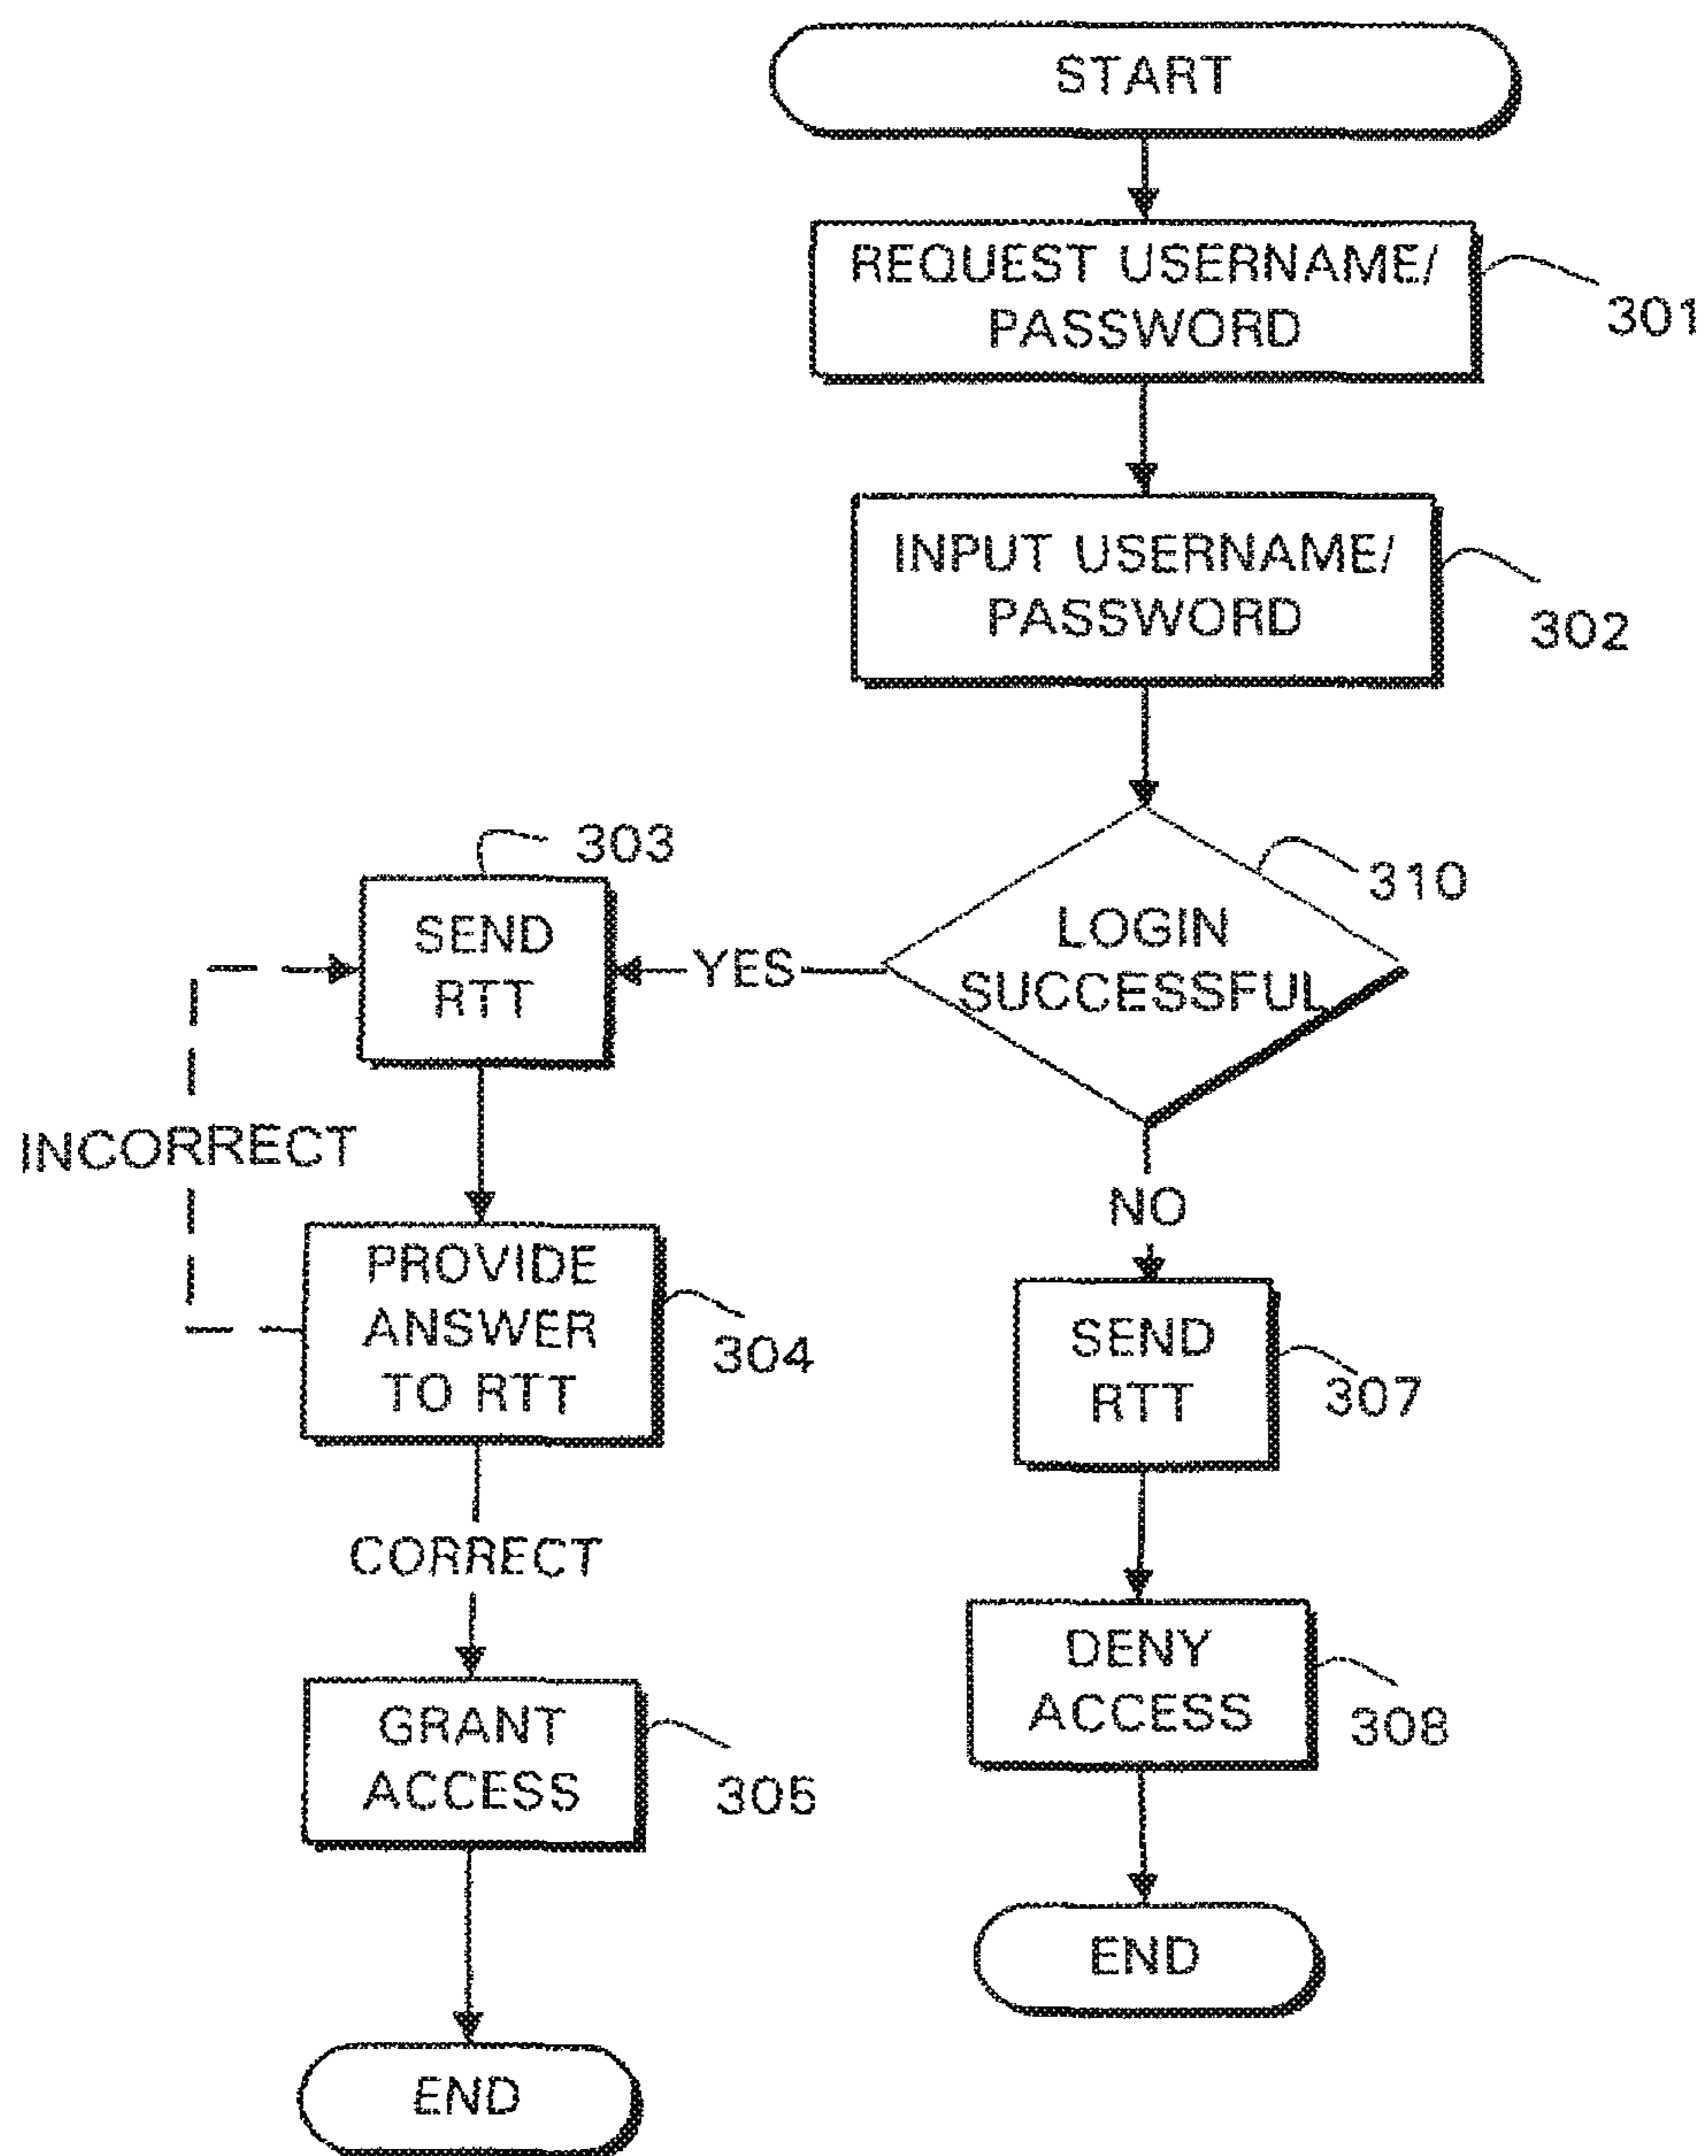 START
REQUEST USERNAME/
PASSWORD
301
INPUT USERNAME/
PASSWORD
302
303
SEND
RTT
YES
310
LOGIN
SUCCESSFUL
INCORRECT
NO
PROVIDE
ANSWER
TO RTT
304
SEND
RTT
307
CORRECT
DENY
ACCESS
308
GRANT
ACCESS
305
END
END